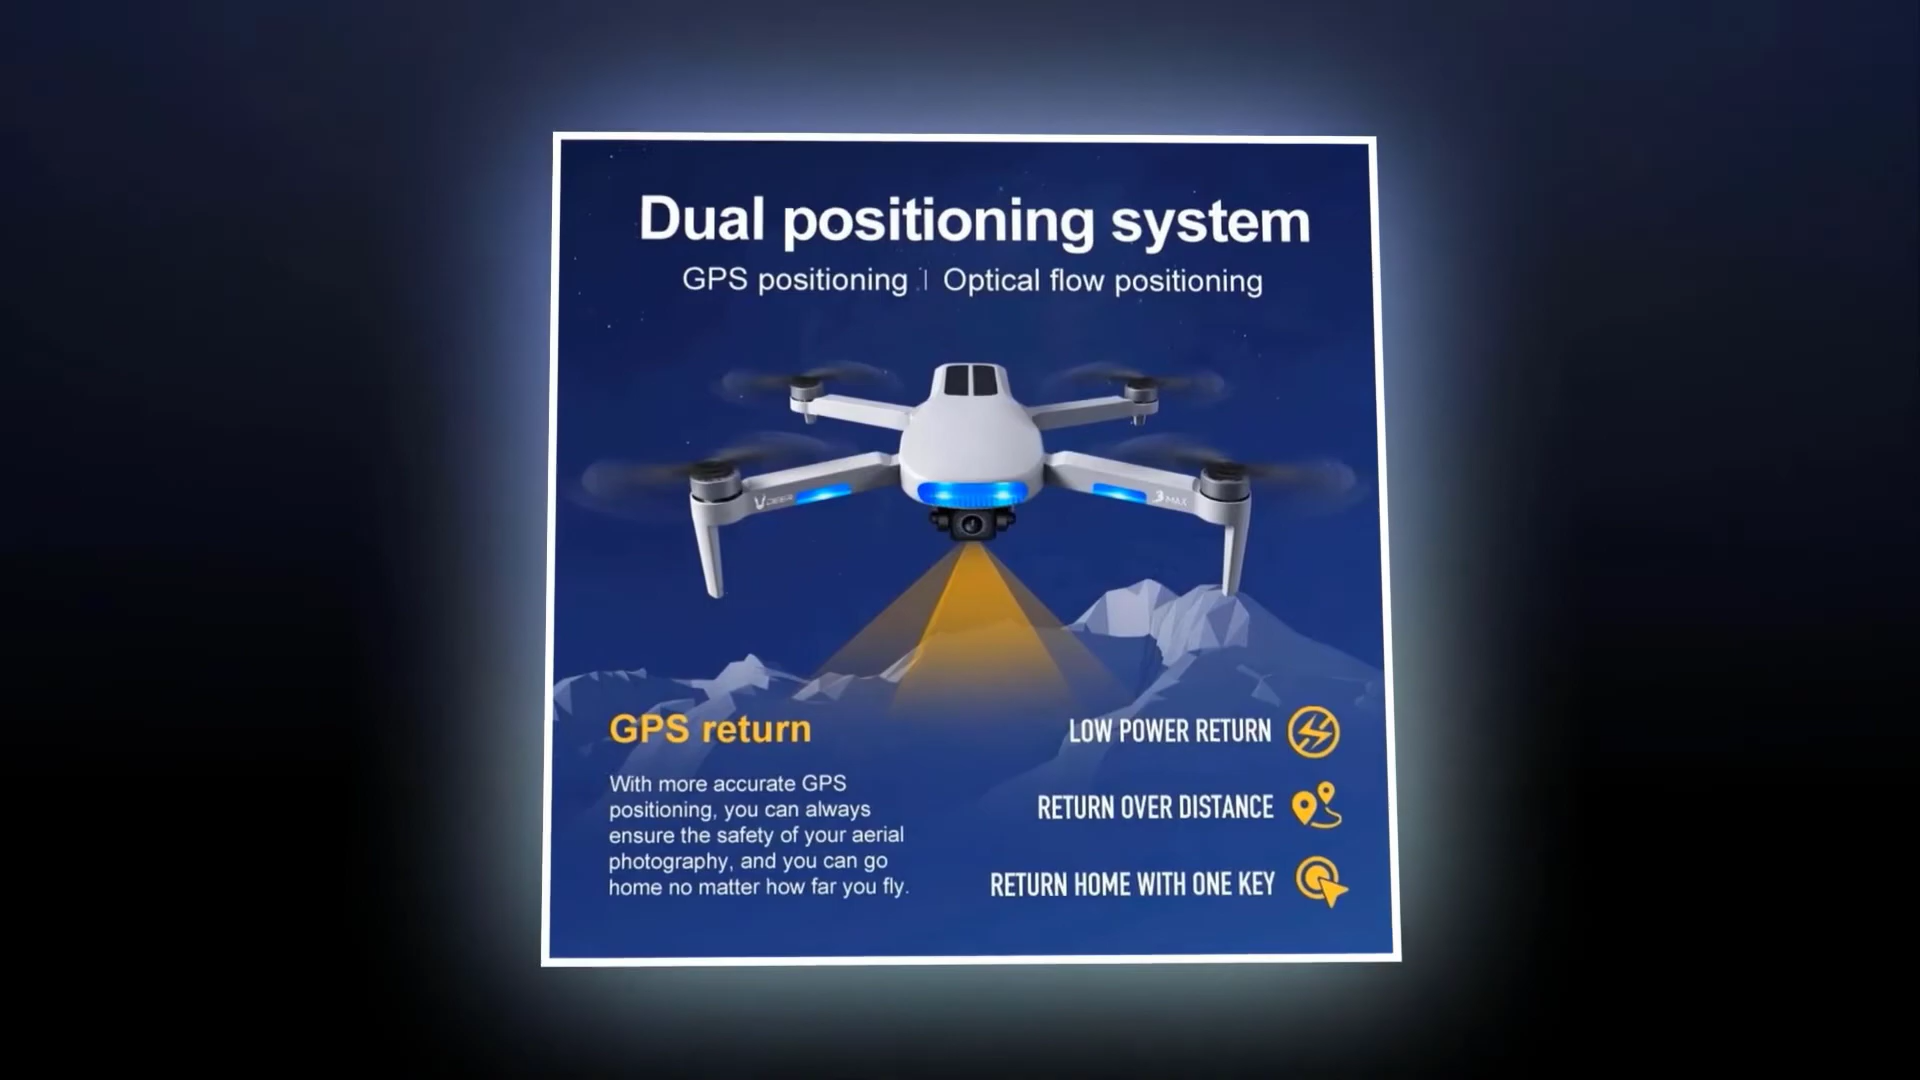 Dual positioning system
GPS positioning | Optical flow positioning
3 MAX
GPS return
With more accurate GPS
positioning, you can always
ensure the safety of your aerial
photography, and you can go
home no matter how far you fly.
LOW POWER RETURN
RETURN OVER DISTANCE
RETURN HOME WITH ONE KEY